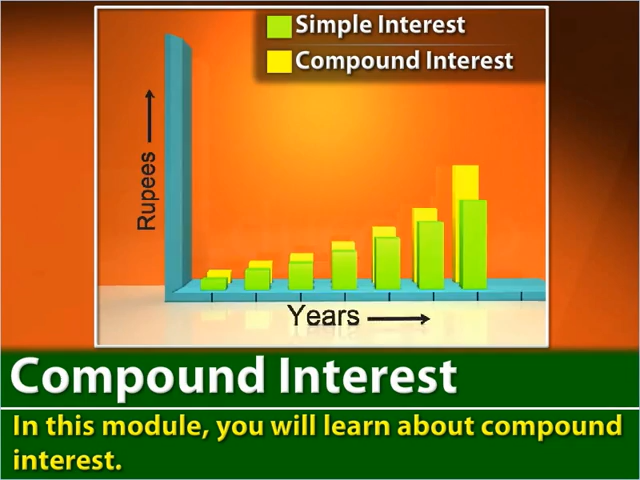 Simple Interest
Compound Interest
Rupees
Years
Compound Interest
In this module, you will learn about compound
interest.